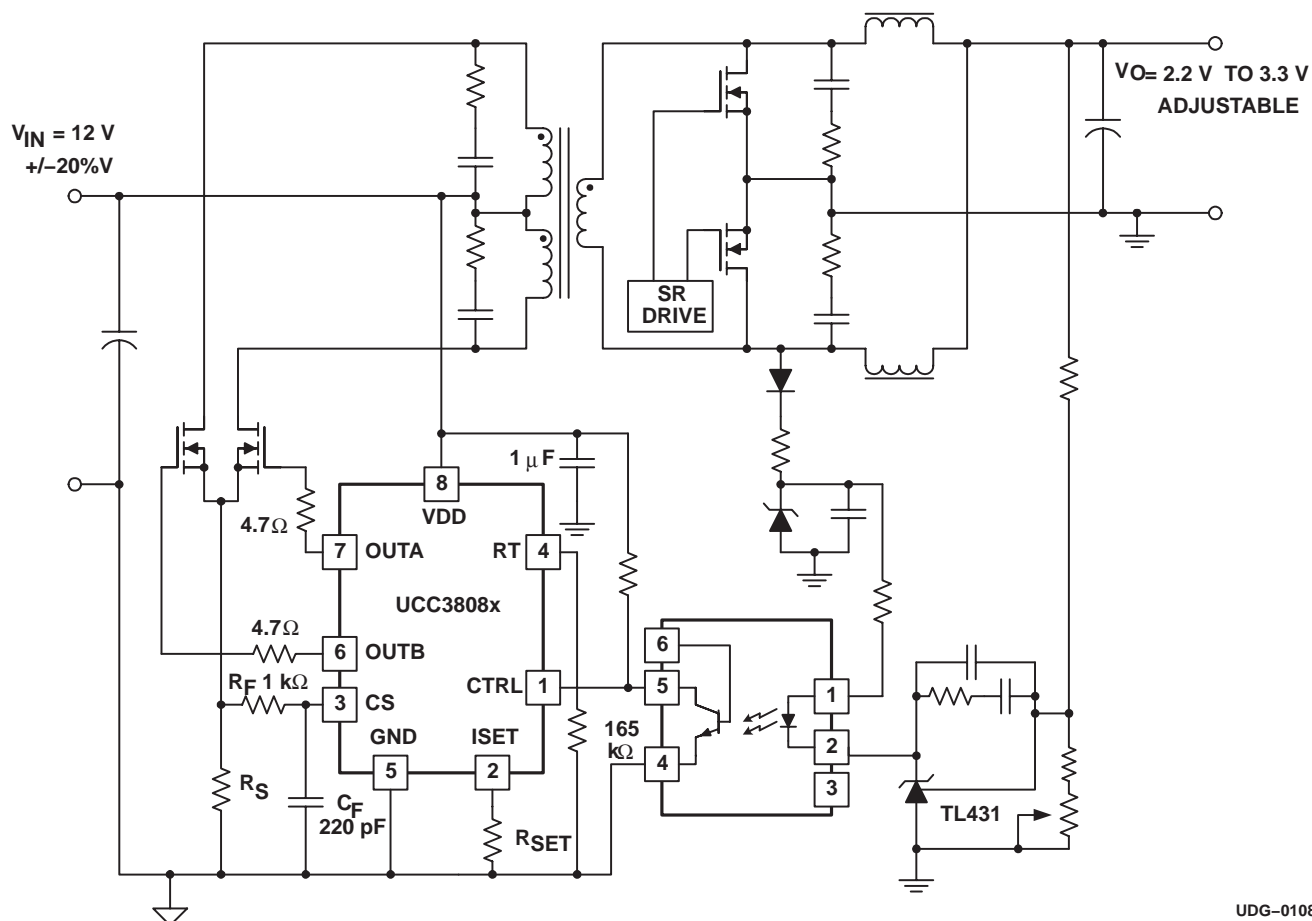 VIN = 12 V
+/–20%V
VO= 2.2 V TO 3.3 V
ADJUSTABLE
SR
DRIVE
1 µF
8
VDD
4.7Ω
7
OUTA
RT
4
UCC3808x
4.7Ω
6
OUTB
RF 1 kΩ
3
CS
CTRL
1
GND
5
ISET
2
RS
CF
220 pF
RSET
165
kΩ
6
5
4
1
2
3
TL431
UDG–0108